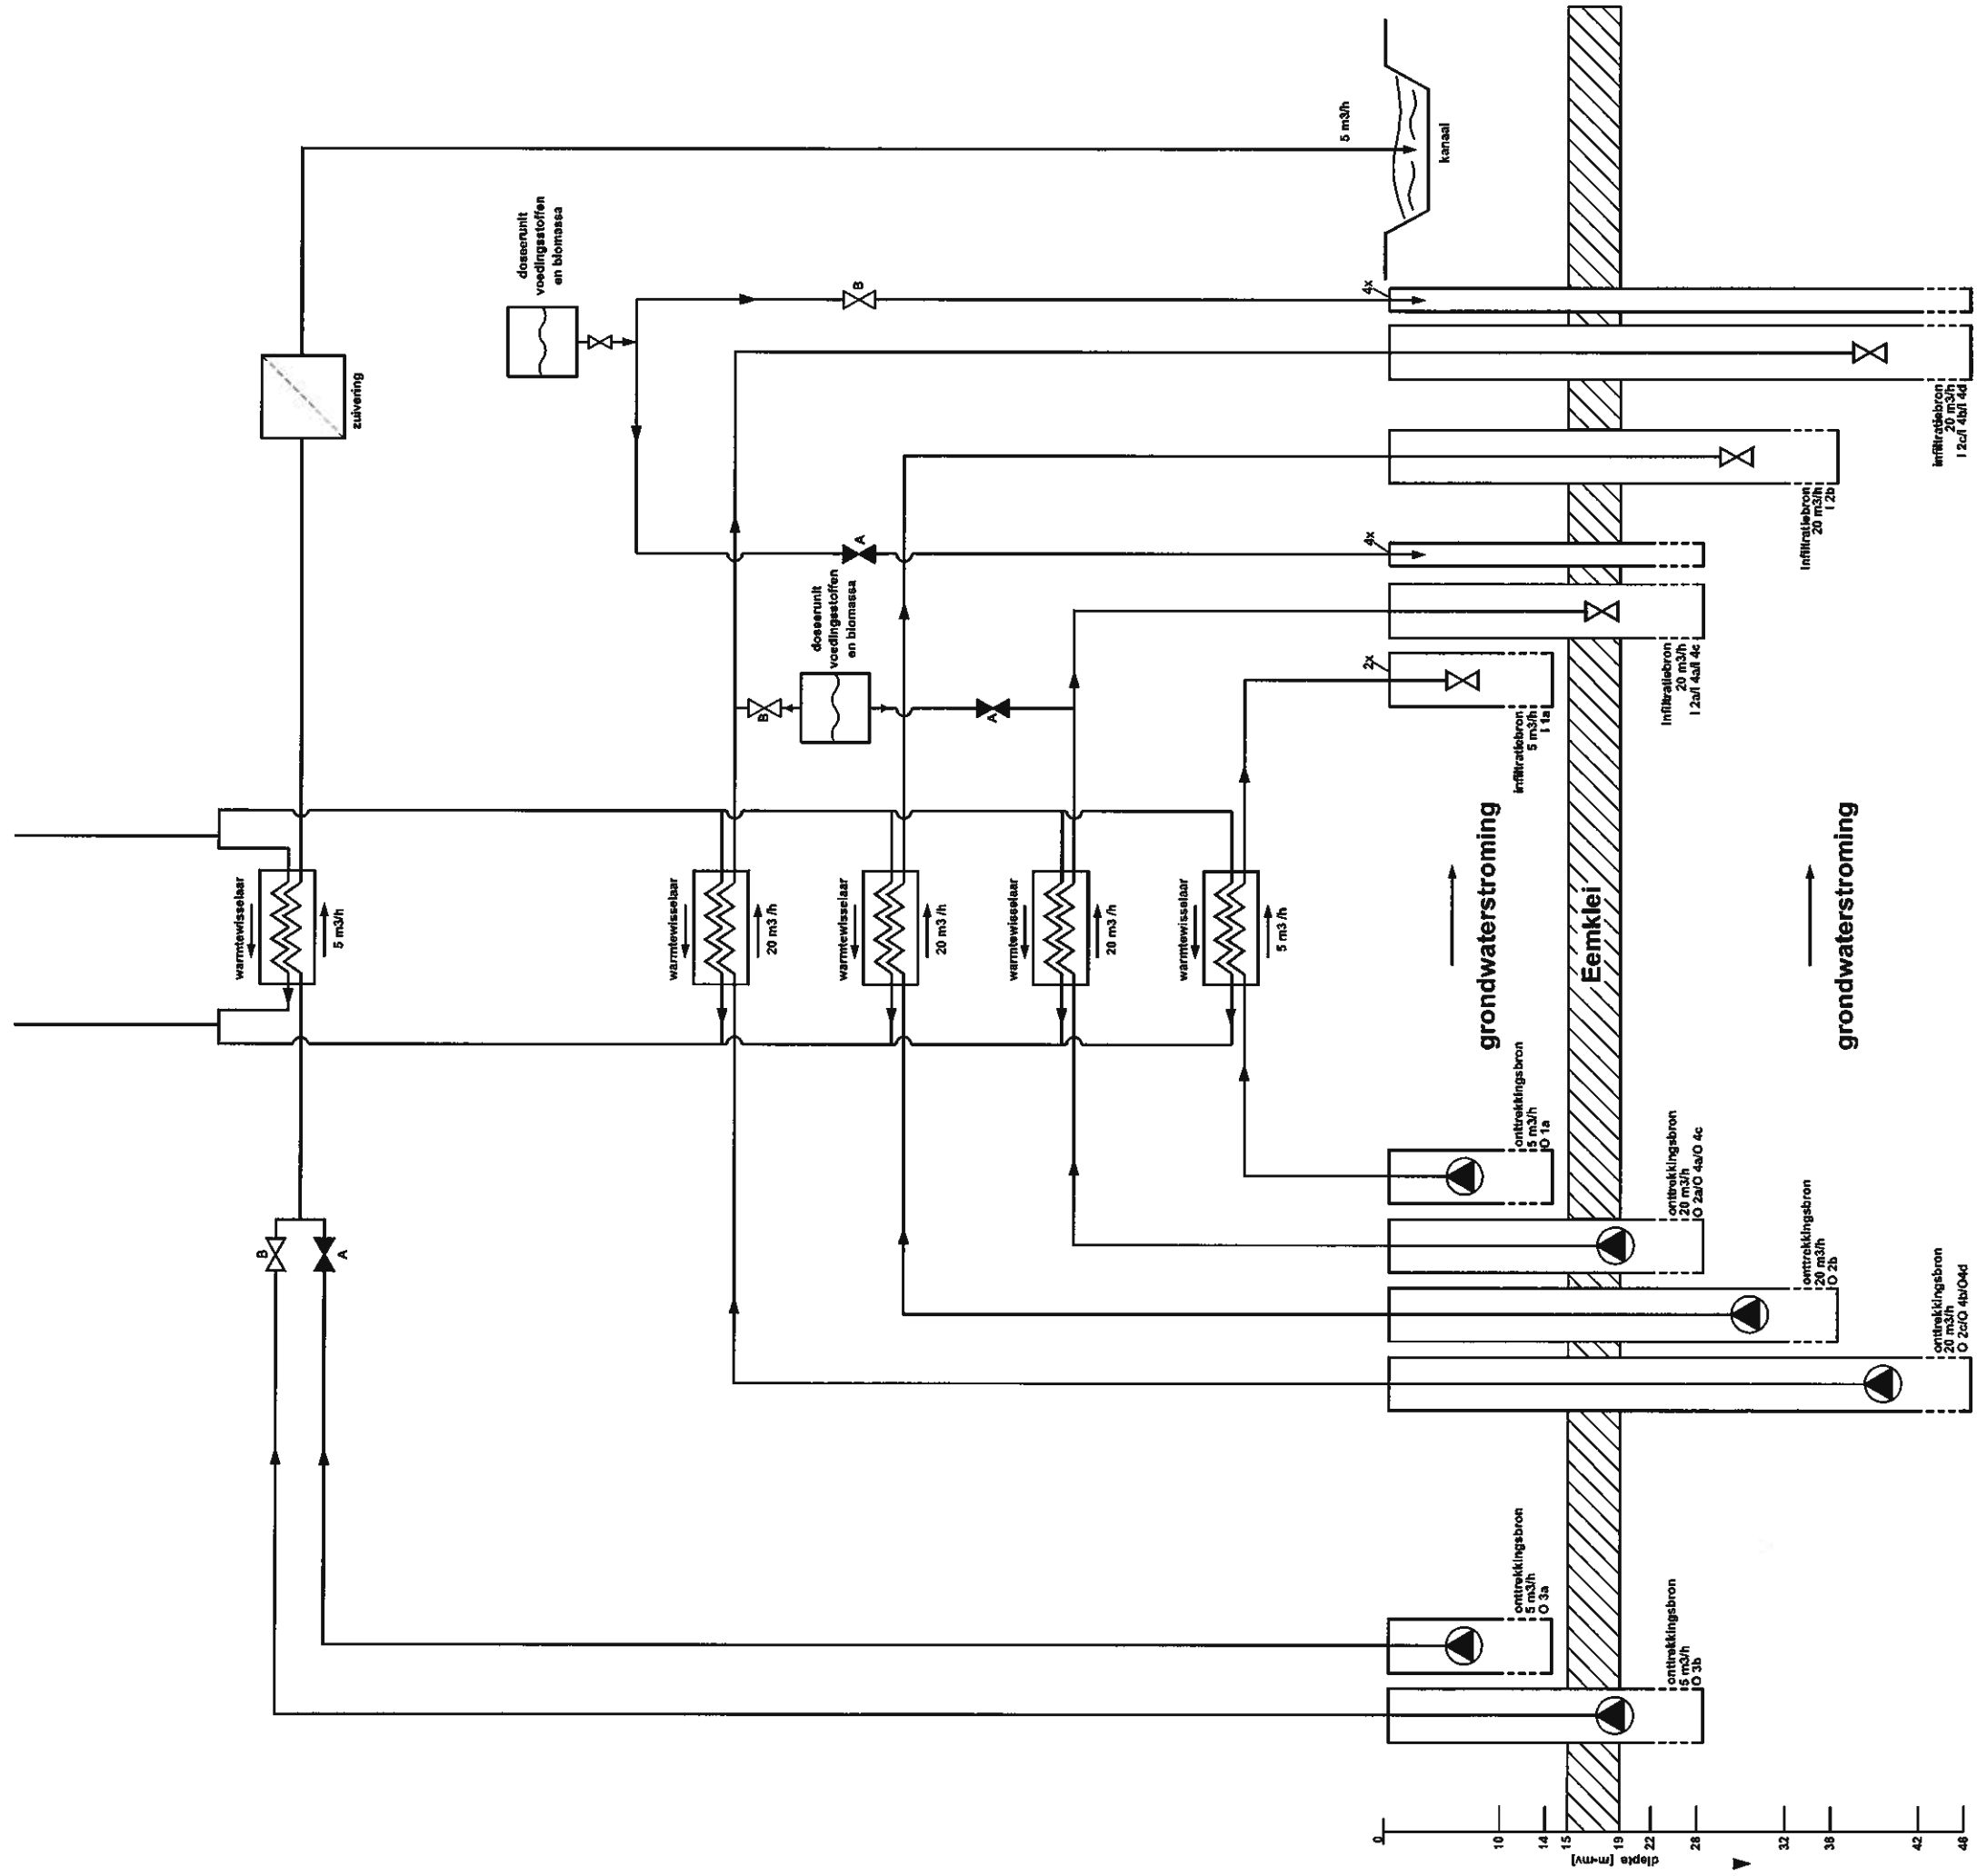 B
A
warmtewisselaar
5 m3/h
zuivering
doseerunit
voedingsstoffen
en biomassa
warmtewisselaar
20 m3 /h
B
doseerunit
voedingsstoffen
en biomassa
warmtewisselaar
20 m3 /h
A
B
warmtewisselaar
20 m3 /h
A
warmtewisselaar
5 m3 /h
5 m3/h
kanaal
2x
4x
4x
0
10
14
15
19
22
26
32
36
42
46
diepte [m-mv]
onttrekkingsbron
5 m3/h
O 3a
onttrekkingsbron
5 m3/h
O 1a
infiltratiebron
5 m3/h
I 1a
grondwaterstroming
Eemklei
onttrekkingsbron
5 m3/h
O 3b
onttrekkingsbron
20 m3/h
O 2a/O 4a/O 4c
infiltratiebron
20 m3/h
I 2a/I 4a/I 4c
onttrekkingsbron
20 m3/h
O 2b
infiltratiebron
20 m3/h
I 2b
grondwaterstroming
onttrekkingsbron
20 m3/h
O 2c/O 4b/O4d
infiltratiebron
20 m3/h
I 2c/I 4b/I 4d